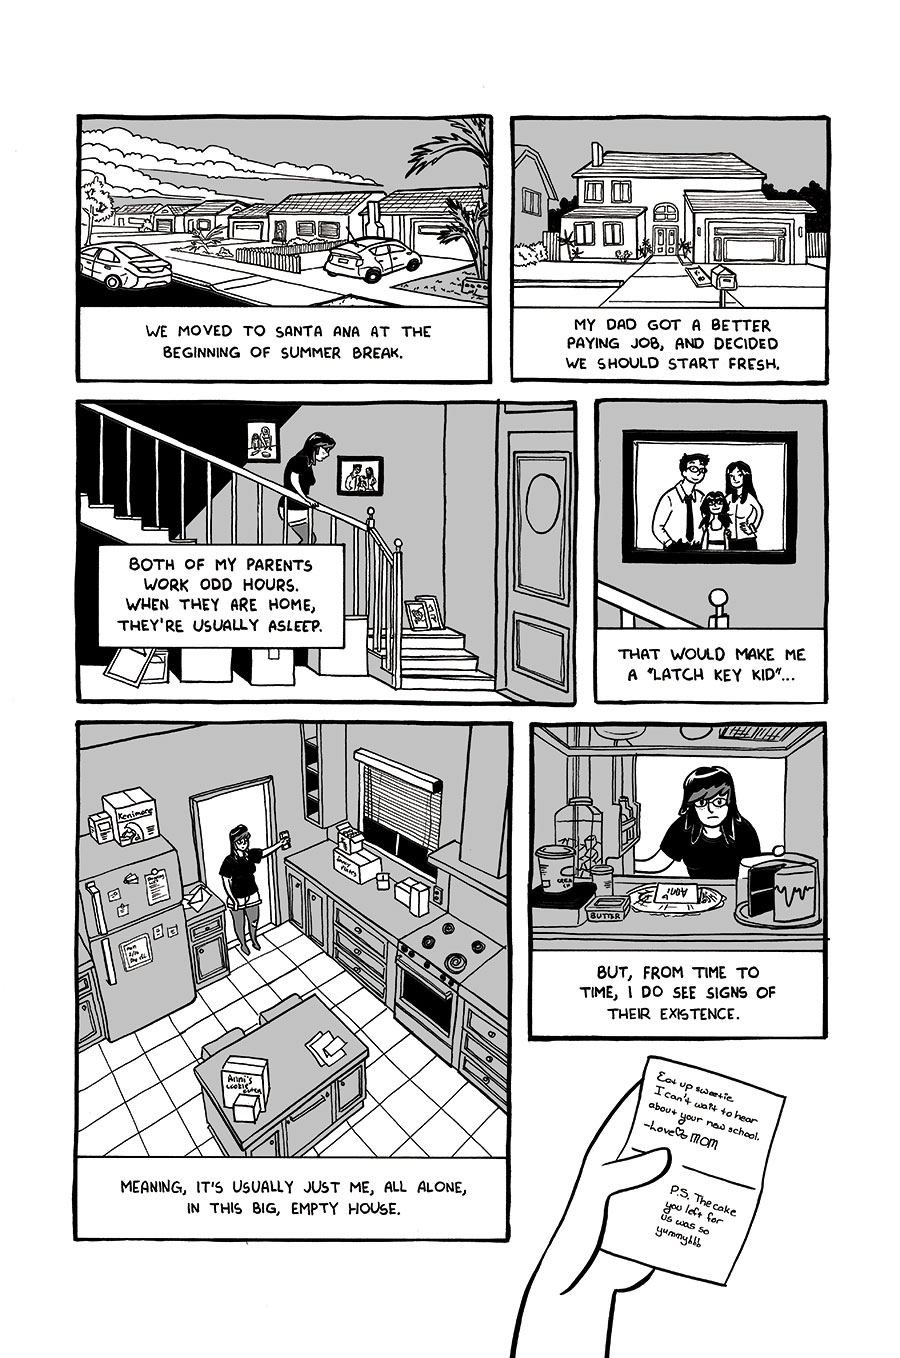 WE MOVED TO SANTA ANA AT THE
BEGINNING OF SUMMER BREAK.
MY DAD GOT A BETTER
PAYING JOB, AND DECIDED
WE SHOULD START FRESH.
BOTH OF MY PARENTS
WORK ODD HOURS.
WHEN THEY ARE HOME,
THEY'RE USUALLY ASLEEP.
THAT WOULD MAKE ME
A "LATCH KEY KID"...
Kenimore
Anni's
cookie
MEANING, IT'S USUALLY JUST ME, ALL ALONE,
IN THIS BIG, EMPTY HOUSE.
BUTTER
Anni
BUT, FROM TIME TO
TIME, I DO SEE SIGNS OF
THEIR EXISTENCE.
Eat up sweetie
I can't wait to hear
about your new school.
-Love♡ MOM
P.S. The cake
you left for
us was so
yummy!!!